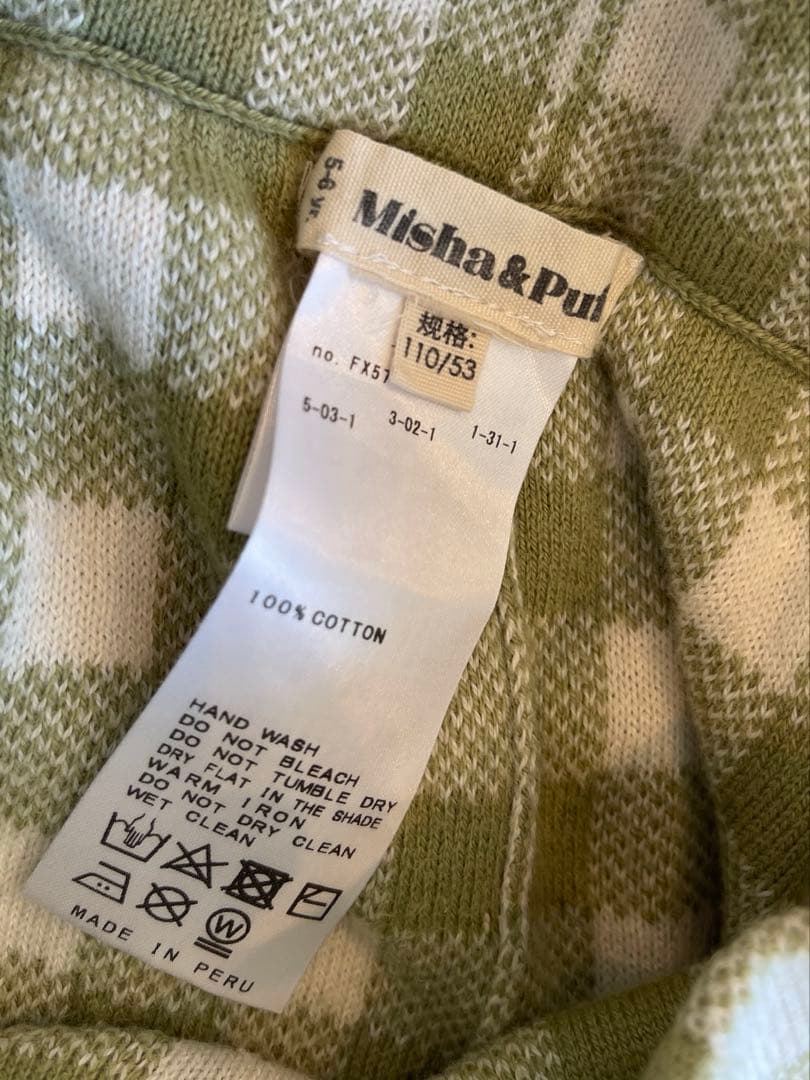 5-6 yr.
Misha&Puf
规格:
110/53
no. FX57
5-03-1 3-02-1 1-31-1
100% COTTON
HAND WASH
DO NOT BLEACH
DO NOT TUMBLE DRY
DRY FLAT IN THE SHADE
WARM IRON
DO NOT DRY CLEAN
WET CLEAN
W
MADE IN PERU